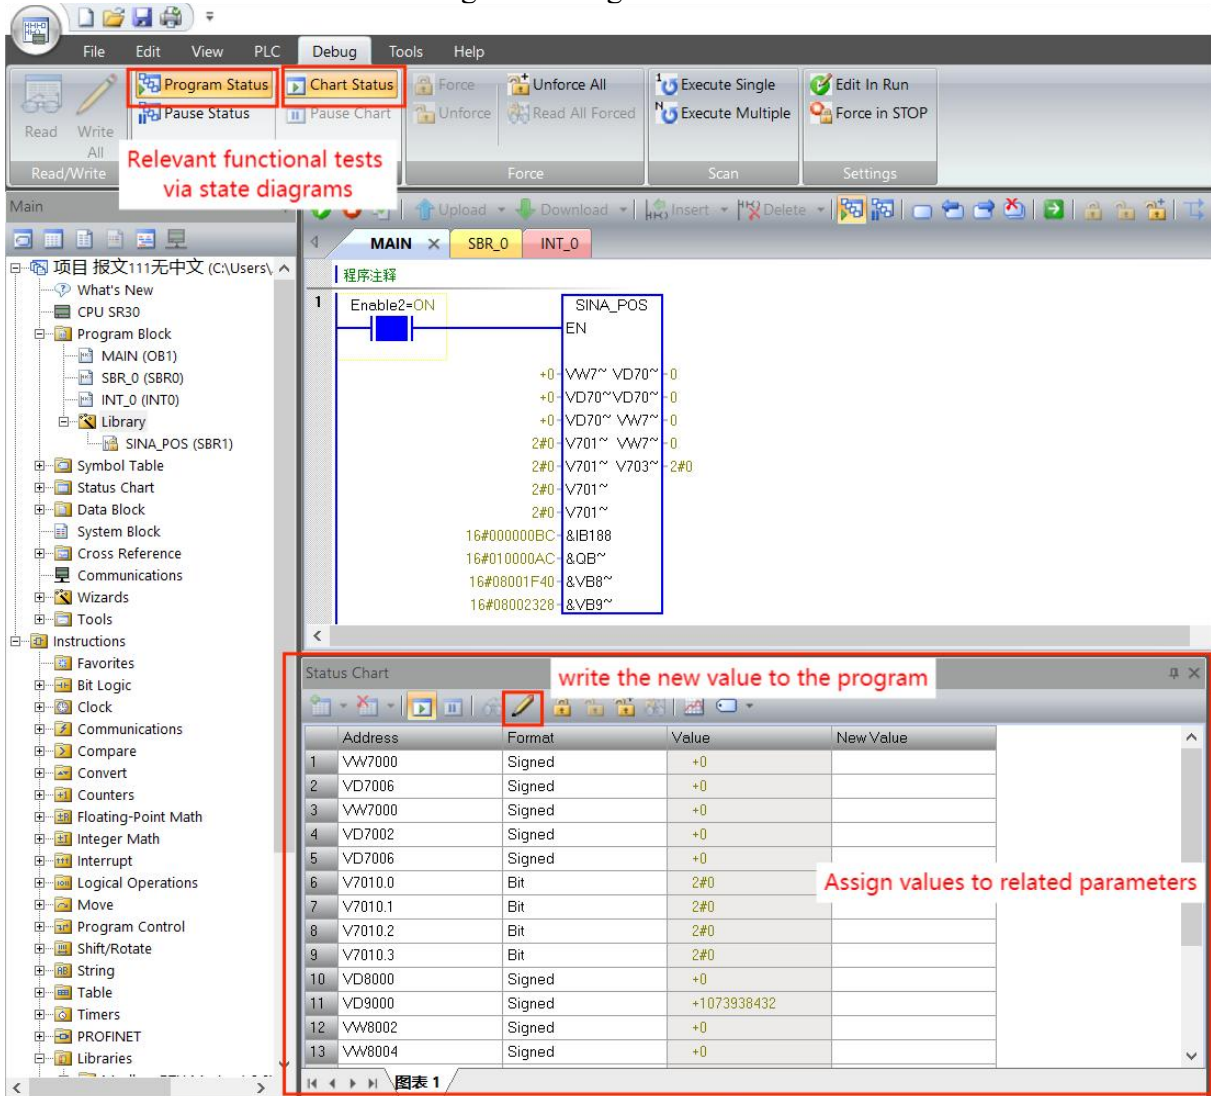 File Edit View PLC Debug Tools Help
Program Status Chart Status Force Unforce All Execute Single Edit In Run
Pause Status Pause Chart Unforce Read All Forced Execute Multiple Force in STOP
Read Write All
Relevant functional tests
via state diagrams
Read/Write Force Scan Settings
Main
Upload Download Insert Delete
MAIN SBR_0 INT_0
项目 报文111无中文 (C:\Users\
What's New
CPU SR30
Program Block
MAIN (OB1)
SBR_0 (SBR0)
INT_0 (INT0)
Library
SINA_POS (SBR1)
Symbol Table
Status Chart
Data Block
System Block
Cross Reference
Communications
Wizards
Tools
Instructions
Favorites
Bit Logic
Clock
Communications
Compare
Convert
Counters
Floating-Point Math
Integer Math
Interrupt
Logical Operations
Move
Program Control
Shift/Rotate
String
Table
Timers
PROFINET
Libraries
程序注释
1
Enable2=ON SINA_POS
EN
+0 VW7~ VD70~ 0
+0 VD70~ VD70~ 0
+0 VD70~ VW7~ 0
2#0 V701~ VW7~ 0
2#0 V701~ V703~ 2#0
2#0 V701~
2#0 V701~
16#000000BC &IB188
16#010000AC &QB~
16#08001F40 &VB8~
16#08002328 &VB9~
Status Chart
write the new value to the program
Address Format Value New Value
1 VW7000 Signed +0
2 VD7006 Signed +0
3 VW7000 Signed +0
4 VD7002 Signed +0
5 VD7006 Signed +0
6 V7010.0 Bit 2#0
Assign values to related parameters
7 V7010.1 Bit 2#0
8 V7010.2 Bit 2#0
9 V7010.3 Bit 2#0
10 VD8000 Signed +0
11 VD9000 Signed +1073938432
12 VW8002 Signed +0
13 VW8004 Signed +0
图表 1